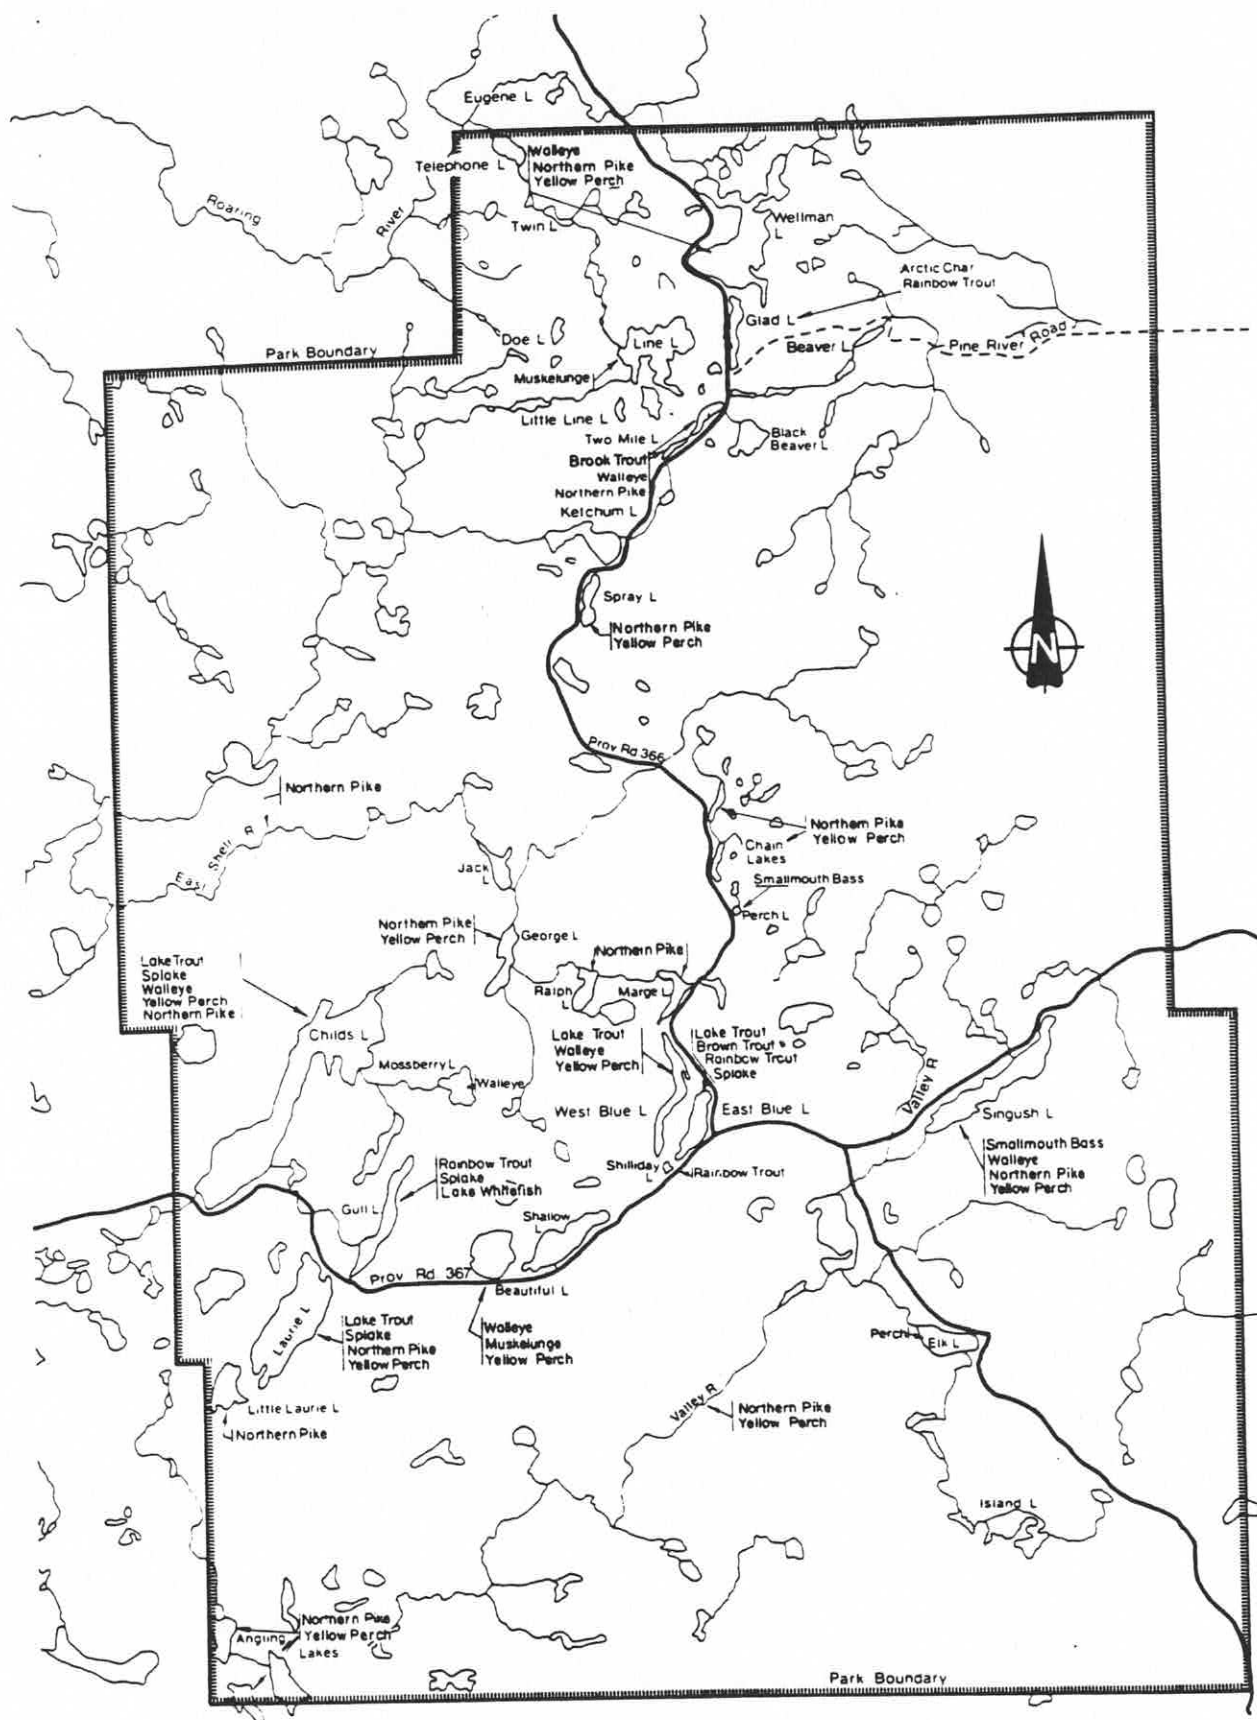 Eugene L
Telephone L
Walleye
Northern Pike
Yellow Perch
Roaring
River
Twin L
Wellman
L
Arctic Char
Rainbow Trout
Glad L
Doe L
Line L
Beaver L
Pine River Road
Park Boundary
Muskelunge
Little Line L
Two Mile L
Black
Beaver L
Brook Trout
Walleye
Northern Pike
Ketchum L
Spray L
Northern Pike
Yellow Perch
N
Prov Rd 366
Northern Pike
East Shell R
Northern Pike
Yellow Perch
Chain
Lakes
Jack
L
Smallmouth Bass
Perch L
Northern Pike
Yellow Perch
George L
Northern Pike
Lake Trout
Splake
Walleye
Yellow Perch
Northern Pike
Ralph
L
Marge L
Childs L
Lake Trout
Walleye
Yellow Perch
Lake Trout
Brown Trout
Rainbow Trout
Splake
Mossberry L
Walleye
Valley R
West Blue L
East Blue L
Singush L
Smallmouth Bass
Walleye
Northern Pike
Yellow Perch
Shilliday
L
Rainbow Trout
Rainbow Trout
Splake
Lake Whitefish
Gull L
Shallow
L
Prov Rd 367
Beautiful L
Laurie L
Lake Trout
Splake
Northern Pike
Yellow Perch
Walleye
Muskelunge
Yellow Perch
Perch
Elk L
Little Laurie L
Northern Pike
Valley R
Northern Pike
Yellow Perch
Island L
Northern Pike
Yellow Perch
Angling
Lakes
Park Boundary